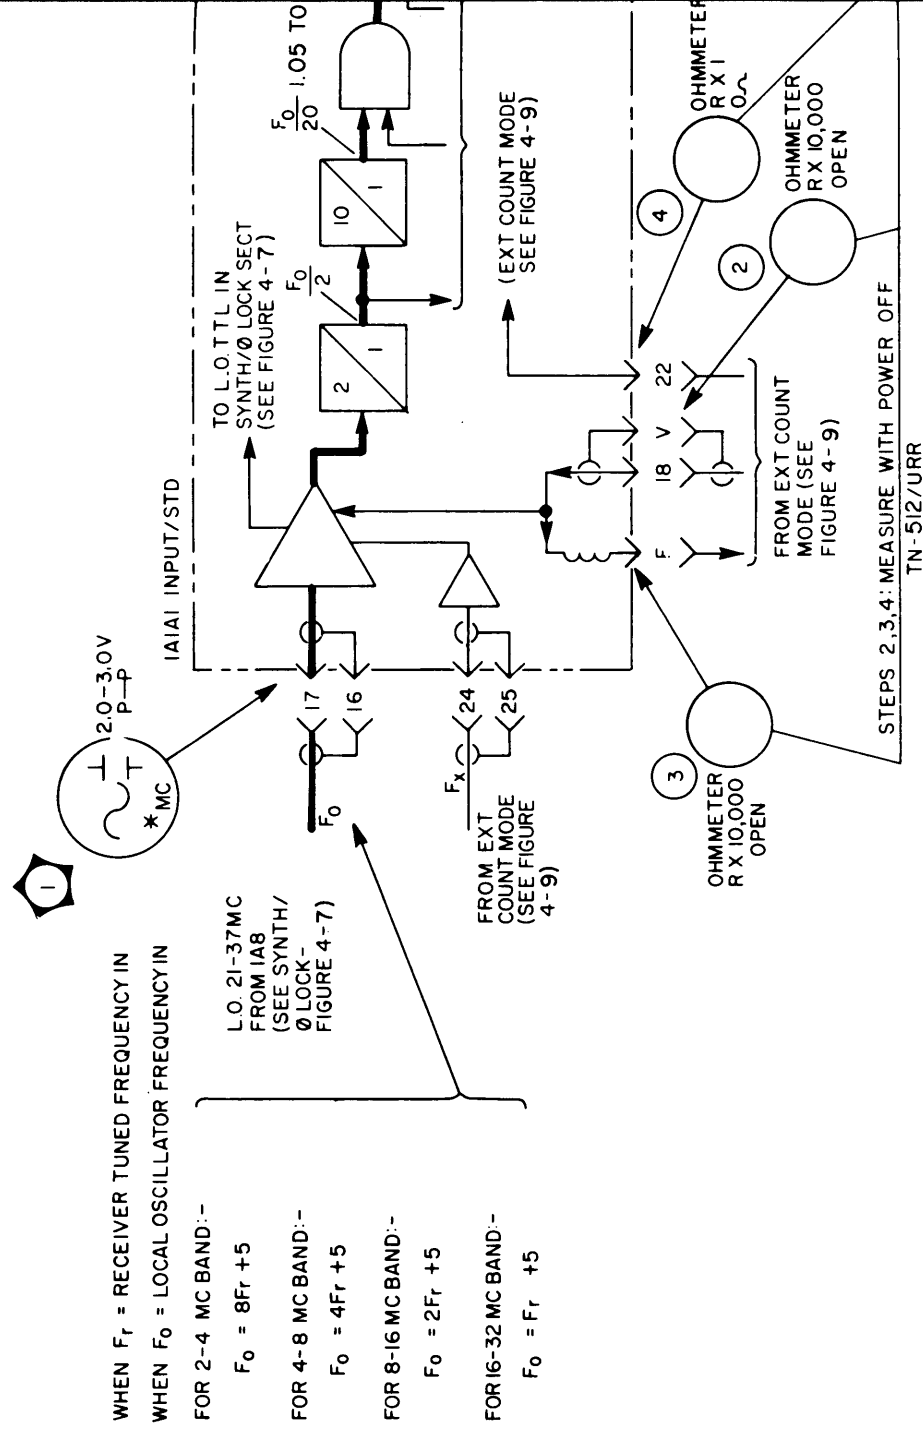 WHEN Fr = RECEIVER TUNED FREQUENCY IN
WHEN Fo = LOCAL OSCILLATOR FREQUENCY IN
FOR 2-4 MC BAND:-
Fo = 8Fr +5
FOR 4-8 MC BAND:-
Fo = 4Fr +5
FOR 8-16 MC BAND:-
Fo = 2Fr +5
FOR 16-32 MC BAND:-
Fo = Fr +5
L.O. 21-37MC
FROM 1A8
(SEE SYNTH/
Ø LOCK-
FIGURE 4-7)
1
*MC
2.0-3.0V
P-P
1A1A1 INPUT/STD
Fo
17
16
Fx
24
25
FROM EXT
COUNT MODE
(SEE FIGURE
4-9)
TO L.O. TTL IN
SYNTH/Ø LOCK SECT
(SEE FIGURE 4-7)
2
1
Fo
2
10
1
Fo
20
1.05 TO
(EXT COUNT MODE
SEE FIGURE 4-9)
F
18
V
22
FROM EXT COUNT
MODE (SEE
FIGURE 4-9)
3
OHMMETER
R X 10,000
OPEN
2
OHMMETER
R X 10,000
OPEN
4
OHMMETER
R X 1
0Ω
STEPS 2,3,4: MEASURE WITH POWER OFF
TN-512/URR